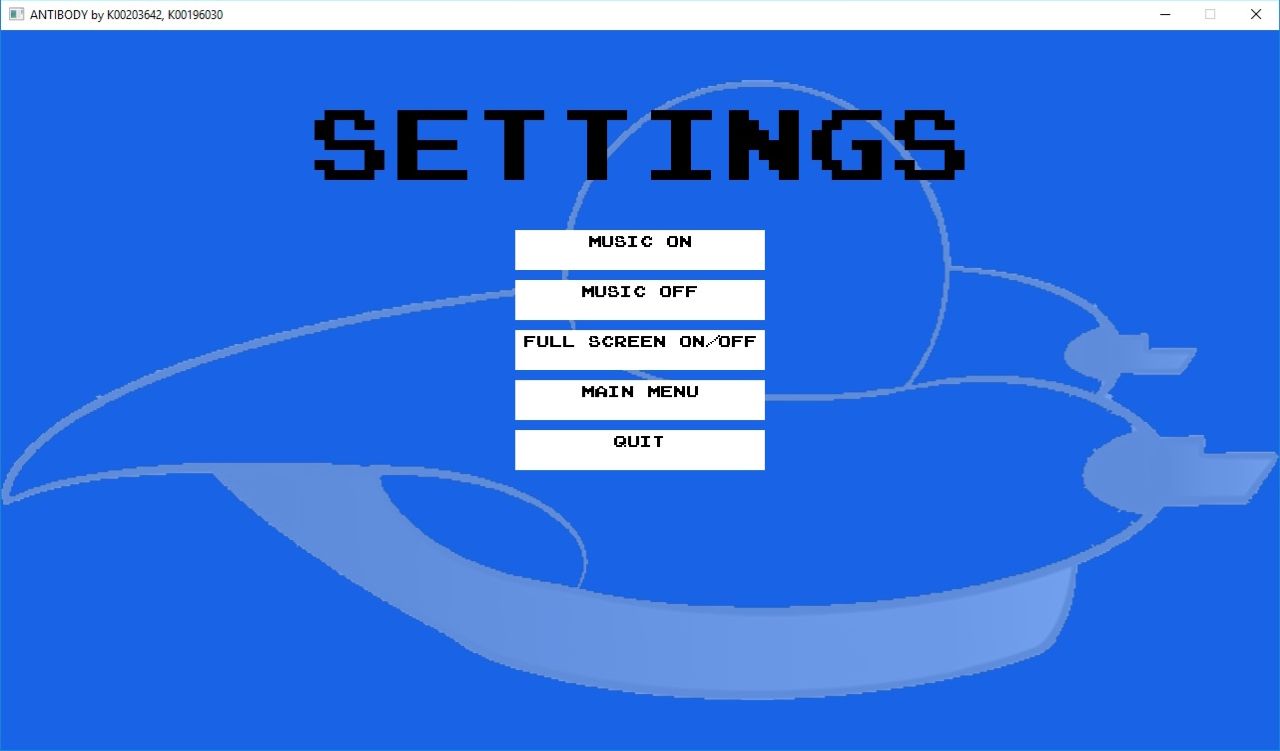 ANTIBODY by K00203642, K00196030
SETTINGS
MUSIC ON
MUSIC OFF
FULL SCREEN ON/OFF
MAIN MENU
QUIT